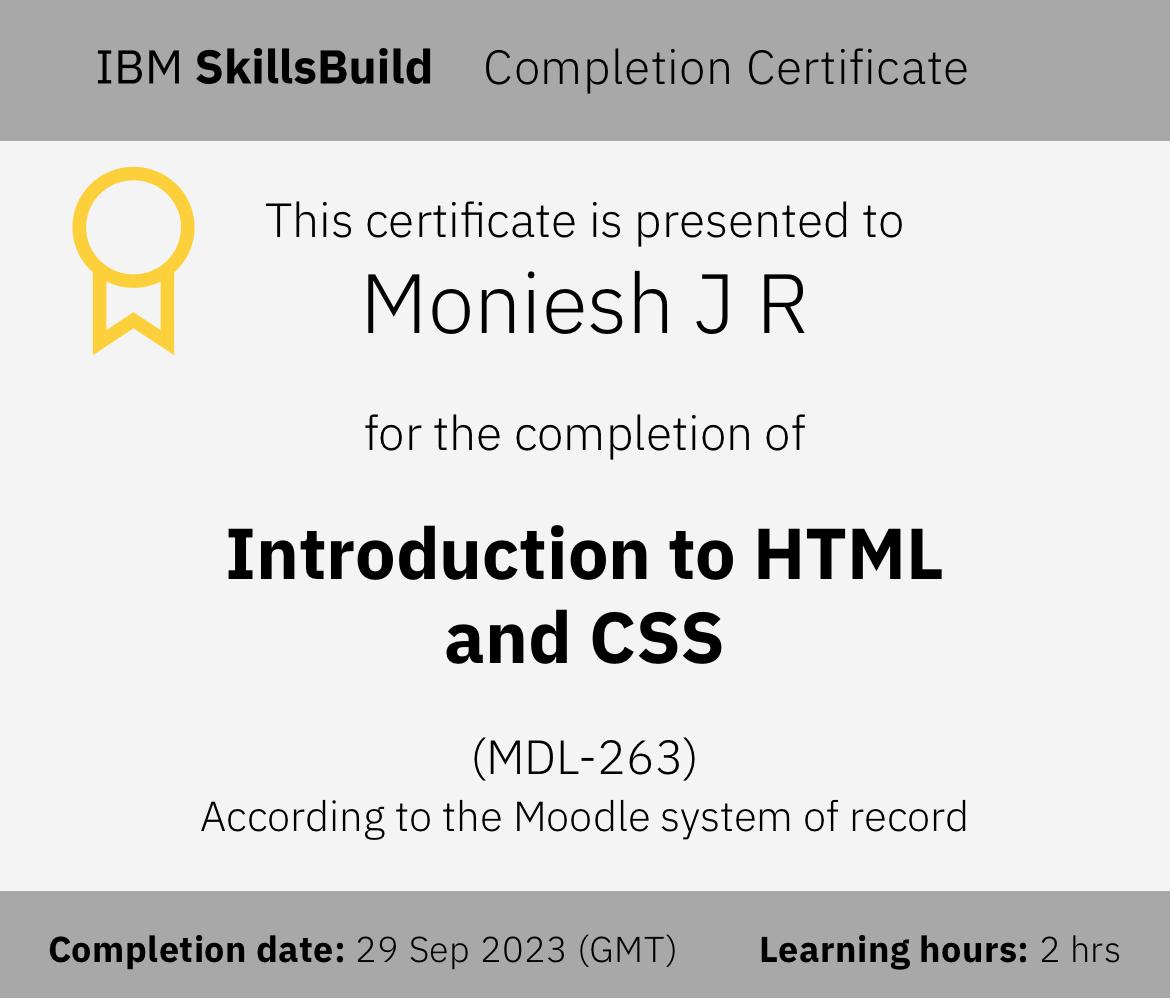 IBM SkillsBuild Completion Certificate
This certificate is presented to
Moniesh J R
for the completion of
Introduction to HTML
and CSS
(MDL-263)
According to the Moodle system of record
Completion date: 29 Sep 2023 (GMT) Learning hours: 2 hrs